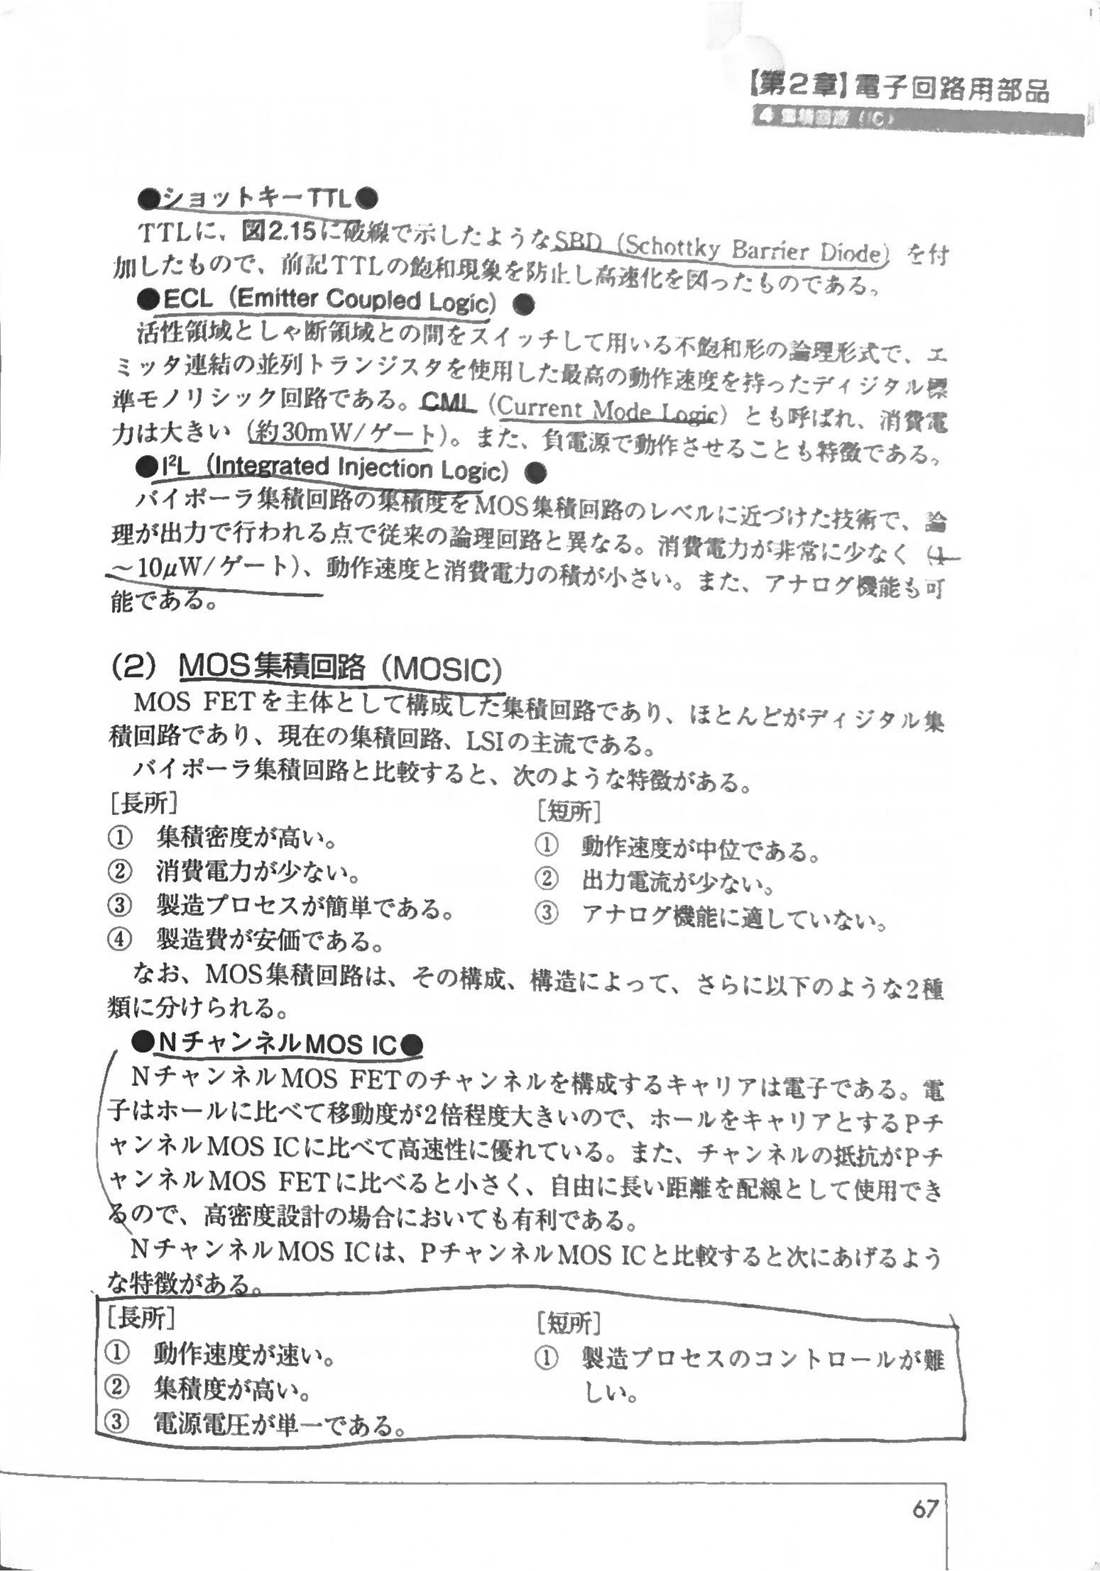 【第2章】電子回路用部品
4 集積回路（IC）
●ショットキーTTL●
TTLに、図2.15に破線で示したようなSBD（Schottky Barrier Diode）を付
加したもので、前記TTLの飽和現象を防止し高速化を図ったものである。
●ECL（Emitter Coupled Logic）●
活性領域としゃ断領域との間をスイッチして用いる不飽和形の論理形式で、エ
ミッタ連結の並列トランジスタを使用した最高の動作速度を持ったディジタル標
準モノリシック回路である。CML（Current Mode Logic）とも呼ばれ、消費電
力は大きい（約30mW/ゲート）。また、負電源で動作させることも特徴である。
●I²L（Integrated Injection Logic）●
バイポーラ集積回路の集積度をMOS集積回路のレベルに近づけた技術で、論
理が出力で行われる点で従来の論理回路と異なる。消費電力が非常に少なく（1
～10μW/ゲート）、動作速度と消費電力の積が小さい。また、アナログ機能も可
能である。
（2） MOS集積回路（MOSIC）
MOS FETを主体として構成した集積回路であり、ほとんどがディジタル集
積回路であり、現在の集積回路、LSIの主流である。
バイポーラ集積回路と比較すると、次のような特徴がある。
［長所］
① 集積密度が高い。
② 消費電力が少ない。
③ 製造プロセスが簡単である。
④ 製造費が安価である。
［短所］
① 動作速度が中位である。
② 出力電流が少ない。
③ アナログ機能に適していない。
なお、MOS集積回路は、その構成、構造によって、さらに以下のような2種
類に分けられる。
●NチャンネルMOS IC●
NチャンネルMOS FETのチャンネルを構成するキャリアは電子である。電
子はホールに比べて移動度が2倍程度大きいので、ホールをキャリアとするPチ
ャンネルMOS ICに比べて高速性に優れている。また、チャンネルの抵抗がPチ
ャンネルMOS FETに比べると小さく、自由に長い距離を配線として使用でき
るので、高密度設計の場合においても有利である。
NチャンネルMOS ICは、PチャンネルMOS ICと比較すると次にあげるよう
な特徴がある。
［長所］
① 動作速度が速い。
② 集積度が高い。
③ 電源電圧が単一である。
［短所］
① 製造プロセスのコントロールが難
しい。
67